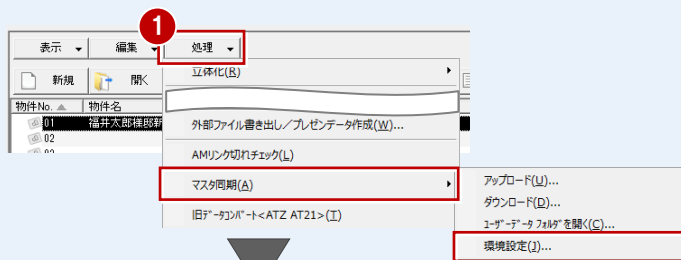 1
表示 編集 処理
新規 開く
立体化(R)
物件No. 物件名
01 福井太郎様邸新
02
外部ファイル書き出し／プレゼンデータ作成(W)...
AMリンク切れチェック(L)
マスタ同期(A)
旧ﾃﾞｰﾀｺﾝﾊﾞｰﾄ<ATZ AT21>(T)
アップロード(U)...
ダウンロード(D)...
ﾕｰｻﾞｰﾃﾞｰﾀ ﾌｫﾙﾀﾞを開く(C)...
環境設定(J)...